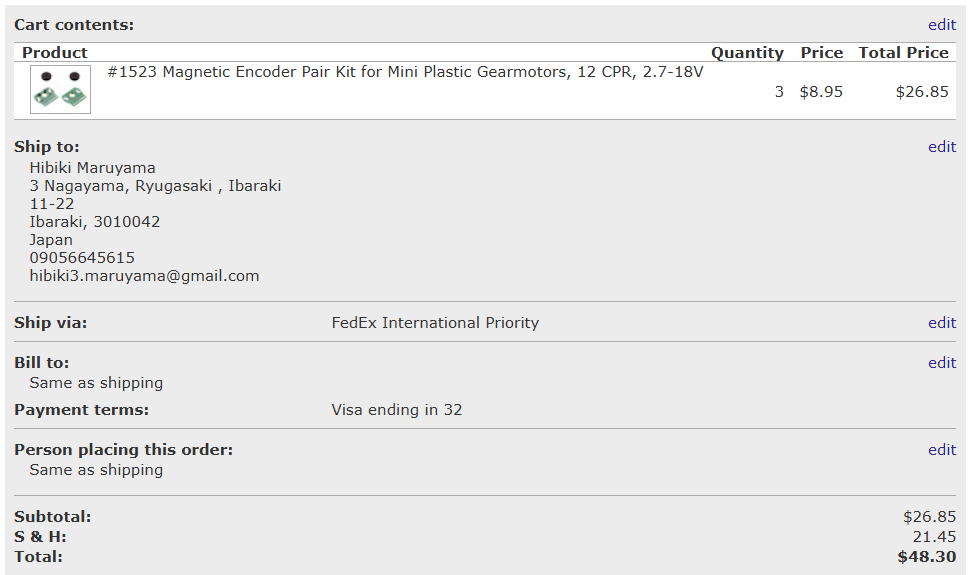 Cart contents: edit
Product Quantity Price Total Price
#1523 Magnetic Encoder Pair Kit for Mini Plastic Gearmotors, 12 CPR, 2.7-18V
3 $8.95 $26.85
Ship to: edit
Hibiki Maruyama
3 Nagayama, Ryugasaki , Ibaraki
11-22
Ibaraki, 3010042
Japan
09056645615
hibiki3.maruyama@gmail.com
Ship via: FedEx International Priority edit
Bill to: edit
Same as shipping
Payment terms: Visa ending in 32
Person placing this order: edit
Same as shipping
Subtotal: $26.85
S & H: 21.45
Total: $48.30